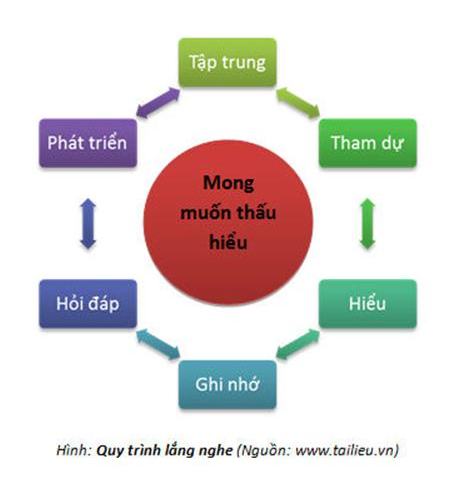 Tập trung
Phát triển
Tham dự
Mong
muốn thấu
hiểu
Hỏi đáp
Hiểu
Ghi nhớ
Hình: Quy trình lắng nghe (Nguồn: www.tailieu.vn)